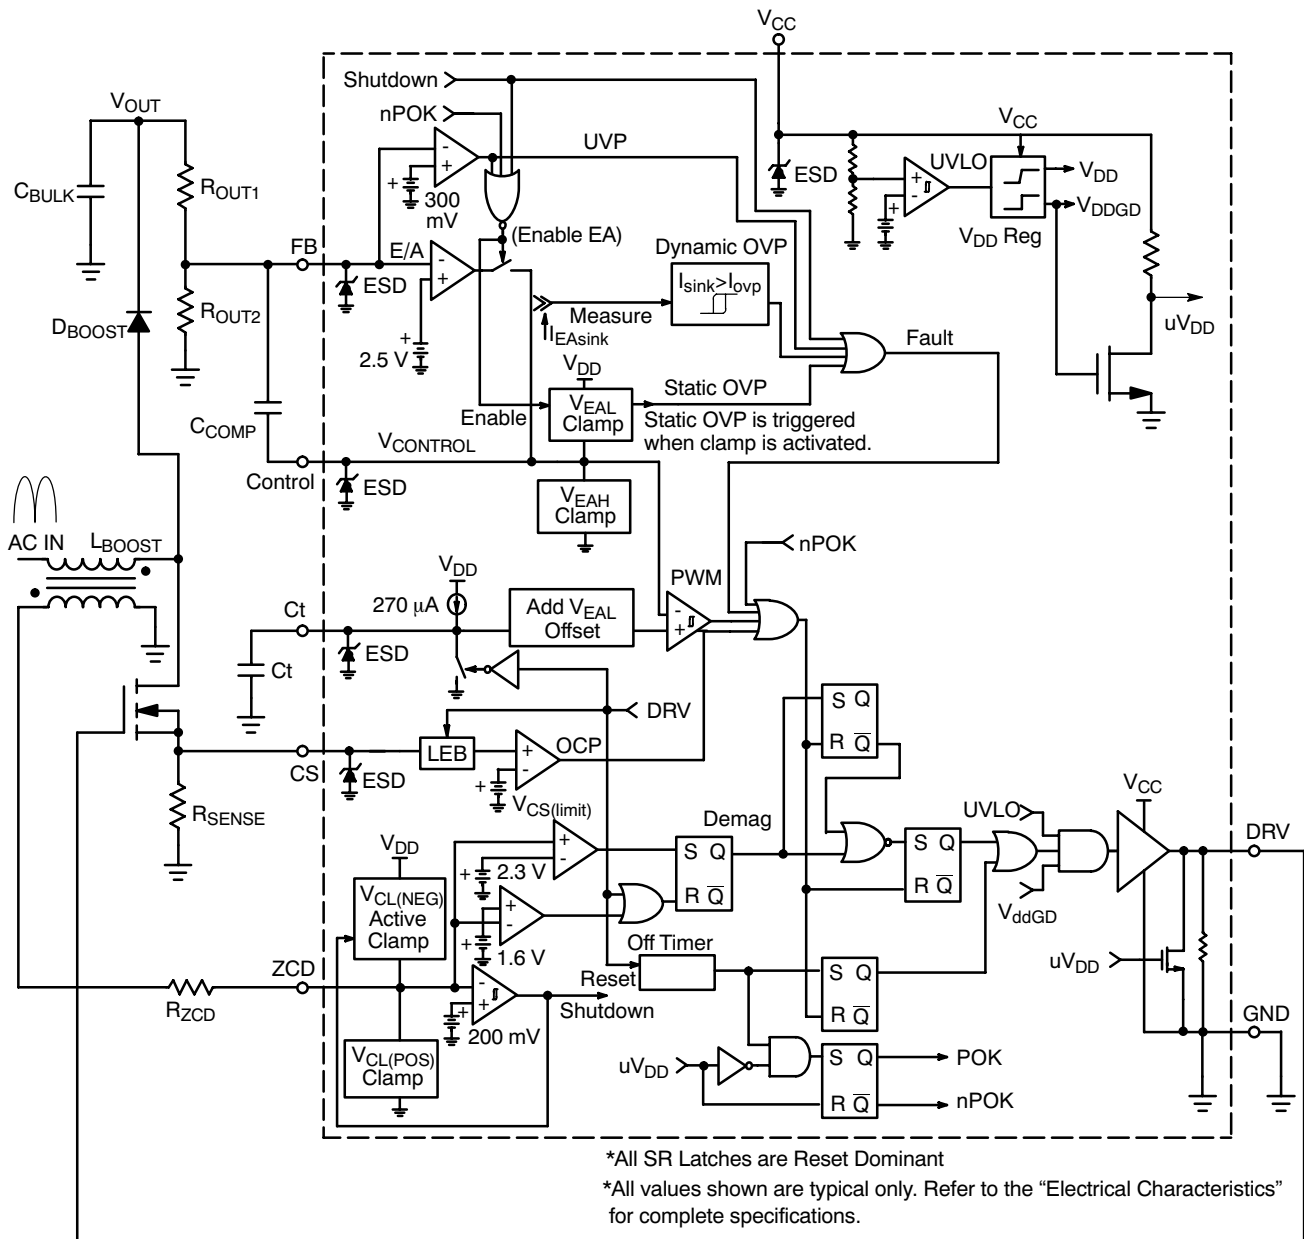 VCC
Shutdown
nPOK
VOUT
UVP
VCC
UVLO
ESD
VDD
VDDGD
VDD Reg
CBULK
ROUT1
+
300
mV
-
+
(Enable EA)
FB
E/A
ESD
-
+
Dynamic OVP
Isink>Iovp
Measure
IEAsink
ROUT2
DBOOST
+
2.5 V
uVDD
Fault
VDD
Static OVP
VEAL
Clamp
Enable
Static OVP is triggered
when clamp is activated.
CCOMP
VCONTROL
Control
ESD
VEAH
Clamp
AC IN
LBOOST
nPOK
VDD
PWM
270 μA
Ct
Add VEAL
Offset
-
+
ESD
Ct
DRV
S Q
R Q
LEB
+
-
OCP
CS
ESD
+
VCS(limit)
RSENSE
Demag
VCC
UVLO
DRV
VDD
+
-
+
2.3 V
S Q
R Q
S Q
R Q
VddGD
VCL(NEG)
Active
Clamp
+
-
+
1.6 V
Off Timer
Reset
uVDD
ZCD
RZCD
-
+
+
200 mV
Shutdown
S Q
R Q
GND
VCL(POS)
Clamp
uVDD
S Q
R Q
POK
nPOK
*All SR Latches are Reset Dominant
*All values shown are typical only. Refer to the “Electrical Characteristics”
for complete specifications.